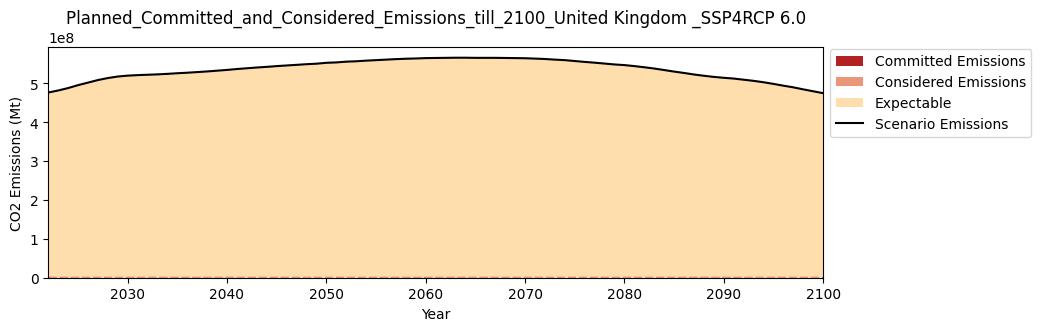 Planned_Committed_and_Considered_Emissions_till_2100_United Kingdom _SSP4RCP 6.0
1e8
Committed Emissions
Considered Emissions
Expectable
Scenario Emissions
CO2 Emissions (Mt)
5
4
3
2
1
0
2030 2040 2050 2060 2070 2080 2090 2100
Year